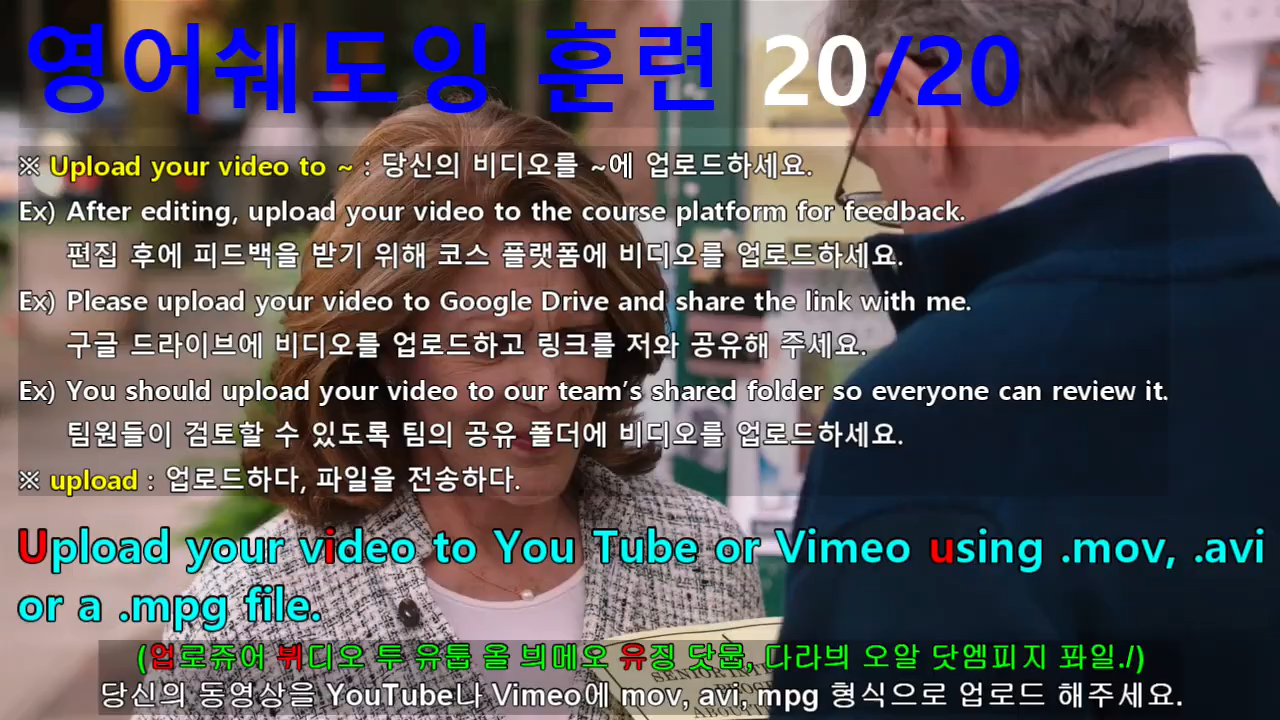 영어쉐도잉 훈련 20/20
※ Upload your video to ~ : 당신의 비디오를 ~에 업로드하세요.
Ex) After editing, upload your video to the course platform for feedback.
편집 후에 피드백을 받기 위해 코스 플랫폼에 비디오를 업로드하세요.
Ex) Please upload your video to Google Drive and share the link with me.
구글 드라이브에 비디오를 업로드하고 링크를 저와 공유해 주세요.
Ex) You should upload your video to our team's shared folder so everyone can review it.
팀원들이 검토할 수 있도록 팀의 공유 폴더에 비디오를 업로드하세요.
※ upload : 업로드하다, 파일을 전송하다.
Upload your video to You Tube or Vimeo using .mov, .avi
or a .mpg file.
(업로쥬어 뷔디오 투 유튭 올 븨메오 유징 닷뭅, 다라븨 오알 닷엠피지 퐈일./)
당신의 동영상을 YouTube나 Vimeo에 mov, avi, mpg 형식으로 업로드 해주세요.
SENIOR